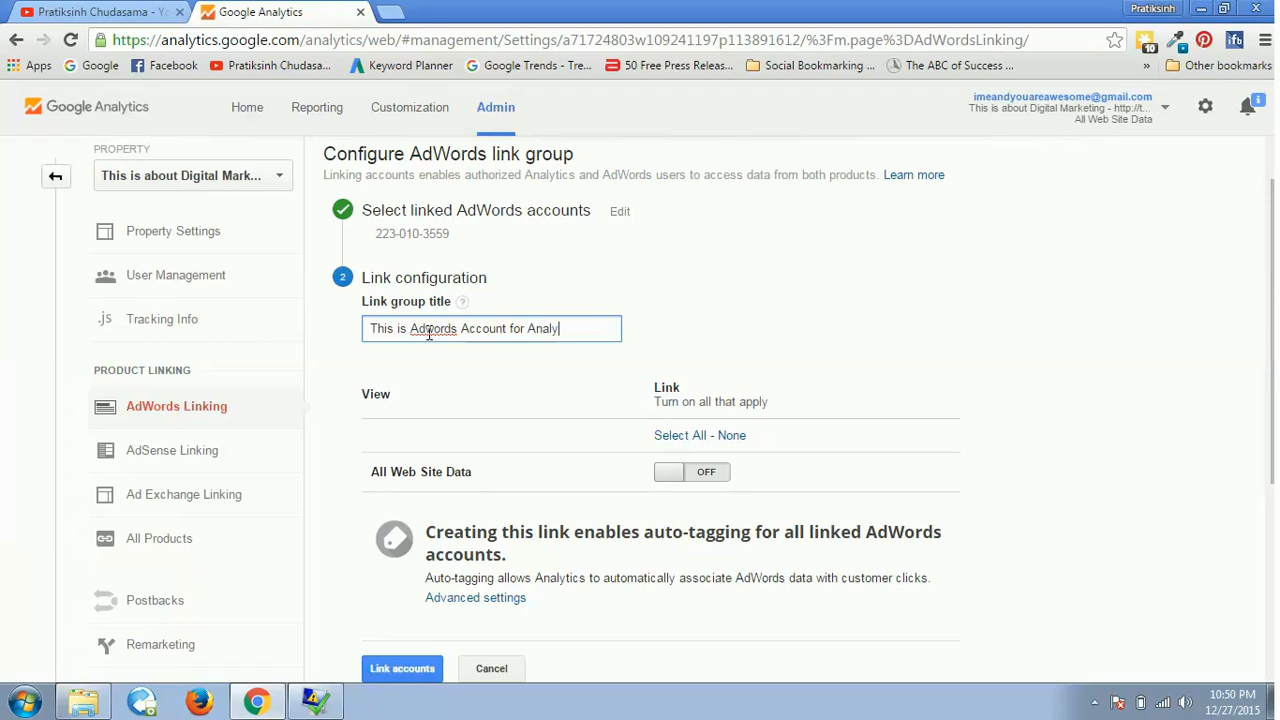 Pratiksinh Chudasama - Yo
Google Analytics
Pratiksinh
https://analytics.google.com/analytics/web/#management/Settings/a71724803w109241197p113891612/%3Fm.page%3DAdWordsLinking/
10
ifh
Apps
Google
Facebook
Pratiksinh Chudasa...
Keyword Planner
Google Trends - Tre...
50 Free Press Relea...
Social Bookmarking ...
The ABC of Success ...
»
Other bookmarks
Google Analytics
Home
Reporting
Customization
Admin
imeandyouareawesome@gmail.com
This is about Digital Marketing - http://t...
All Web Site Data
PROPERTY
This is about Digital Mark...
Property Settings
User Management
.js Tracking Info
PRODUCT LINKING
AdWords Linking
AdSense Linking
Ad Exchange Linking
All Products
Postbacks
Remarketing
Configure AdWords link group
Linking accounts enables authorized Analytics and AdWords users to access data from both products. Learn more
Select linked AdWords accounts Edit
223-010-3559
2 Link configuration
Link group title ?
This is Adwords Account for Analy
View
Link
Turn on all that apply
Select All - None
All Web Site Data
OFF
Creating this link enables auto-tagging for all linked AdWords
accounts.
Auto-tagging allows Analytics to automatically associate AdWords data with customer clicks.
Advanced settings
Link accounts
Cancel
10:50 PM
12/27/2015